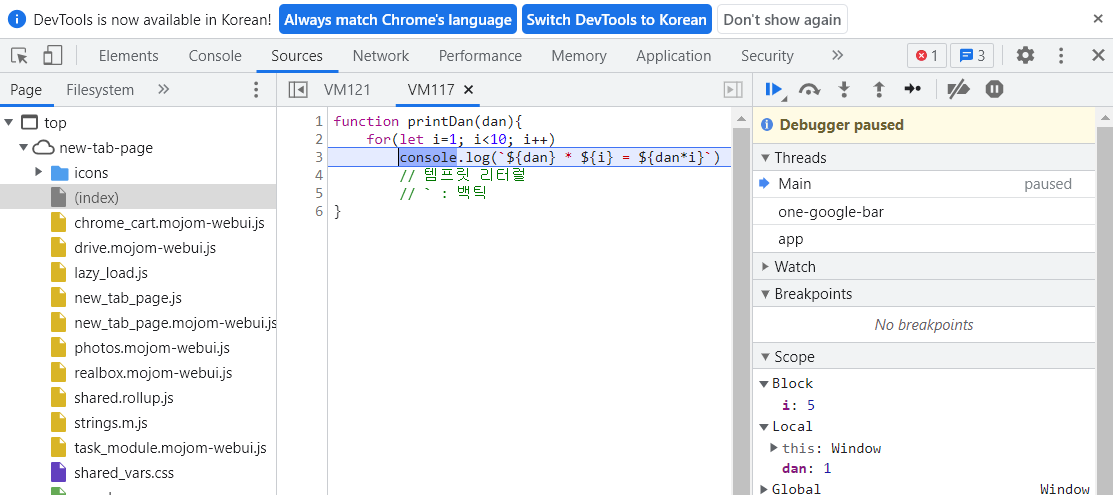 DevTools is now available in Korean! Always match Chrome's language Switch DevTools to Korean Don't show again
Elements Console Sources Network Performance Memory Application Security 1 3
Page Filesystem
top
new-tab-page
icons
(index)
chrome_cart.mojom-webui.js
drive.mojom-webui.js
lazy_load.js
new_tab_page.js
new_tab_page.mojom-webui.js
photos.mojom-webui.js
realbox.mojom-webui.js
shared.rollup.js
strings.m.js
task_module.mojom-webui.js
shared_vars.css
VM121 VM117
1 function printDan(dan){
2 for(let i=1; i<10; i++)
3 console.log(`${dan} * ${i} = ${dan*i}`)
4 // 템프릿 리터럴
5 // ` : 백틱
6 }
Debugger paused
Threads
Main paused
one-google-bar
app
Watch
Breakpoints
No breakpoints
Scope
Block
i: 5
Local
this: Window
dan: 1
Global Window